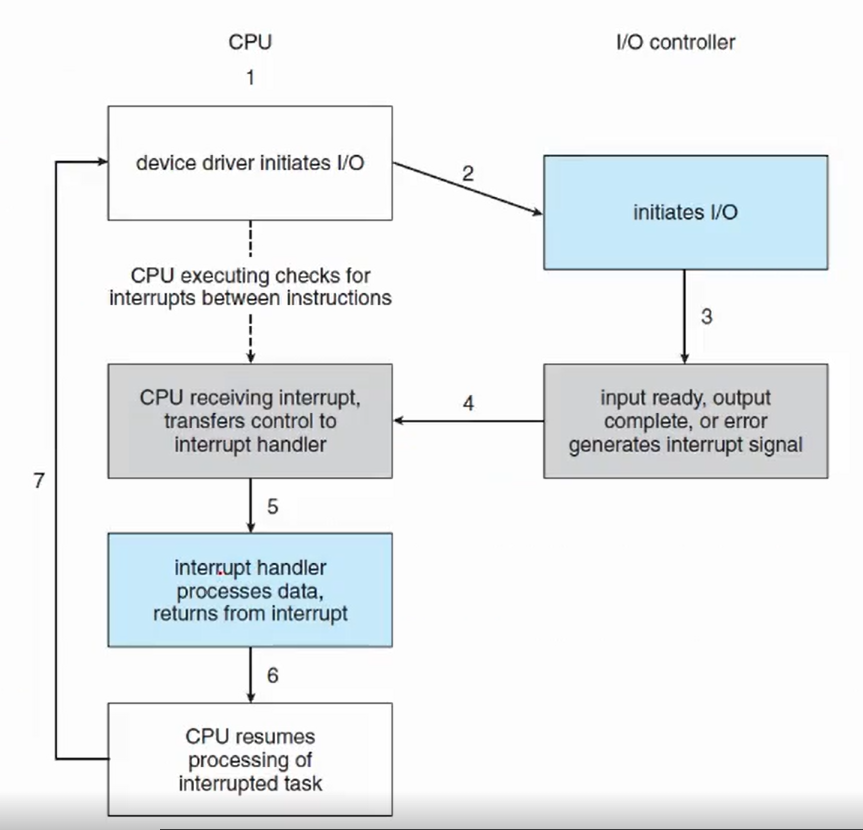 CPU
I/O controller
1
device driver initiates I/O
2
initiates I/O
CPU executing checks for
interrupts between instructions
3
CPU receiving interrupt,
transfers control to
interrupt handler
4
input ready, output
complete, or error
generates interrupt signal
7
5
interrupt handler
processes data,
returns from interrupt
6
CPU resumes
processing of
interrupted task